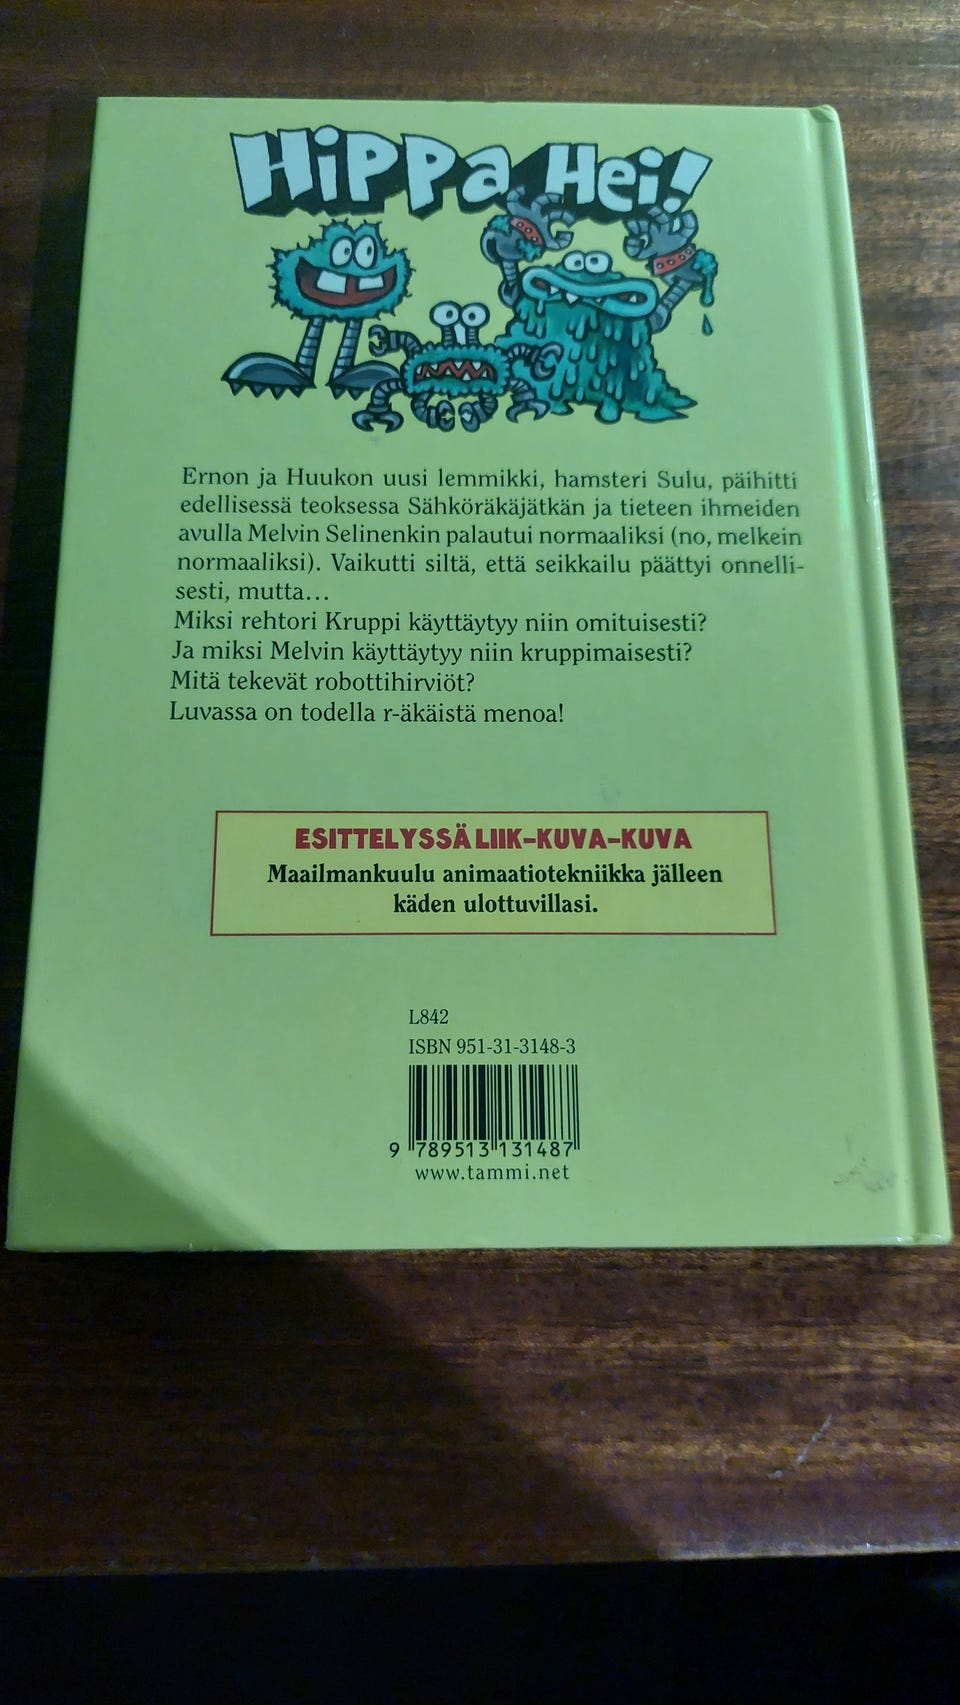 Hippa Hei!
Ernon ja Huukon uusi lemmikki, hamsteri Sulu, päihitti
edellisessä teoksessa Sähköräkäjätkän ja tieteen ihmeiden
avulla Melvin Selinenkin palautui normaaliksi (no, melkein
normaaliksi). Vaikutti siltä, että seikkailu päättyi onnelli-
sesti, mutta...
Miksi rehtori Kruppi käyttäytyy niin omituisesti?
Ja miksi Melvin käyttäytyy niin kruppimaisesti?
Mitä tekevät robottihirviöt?
Luvassa on todella r-äkäistä menoa!
ESITTELYSSÄ LIIK-KUVA-KUVA
Maailmankuulu animaatiotekniikka jälleen
käden ulottuvillasi.
L842
ISBN 951-31-3148-3
9 789513 131487
www.tammi.net